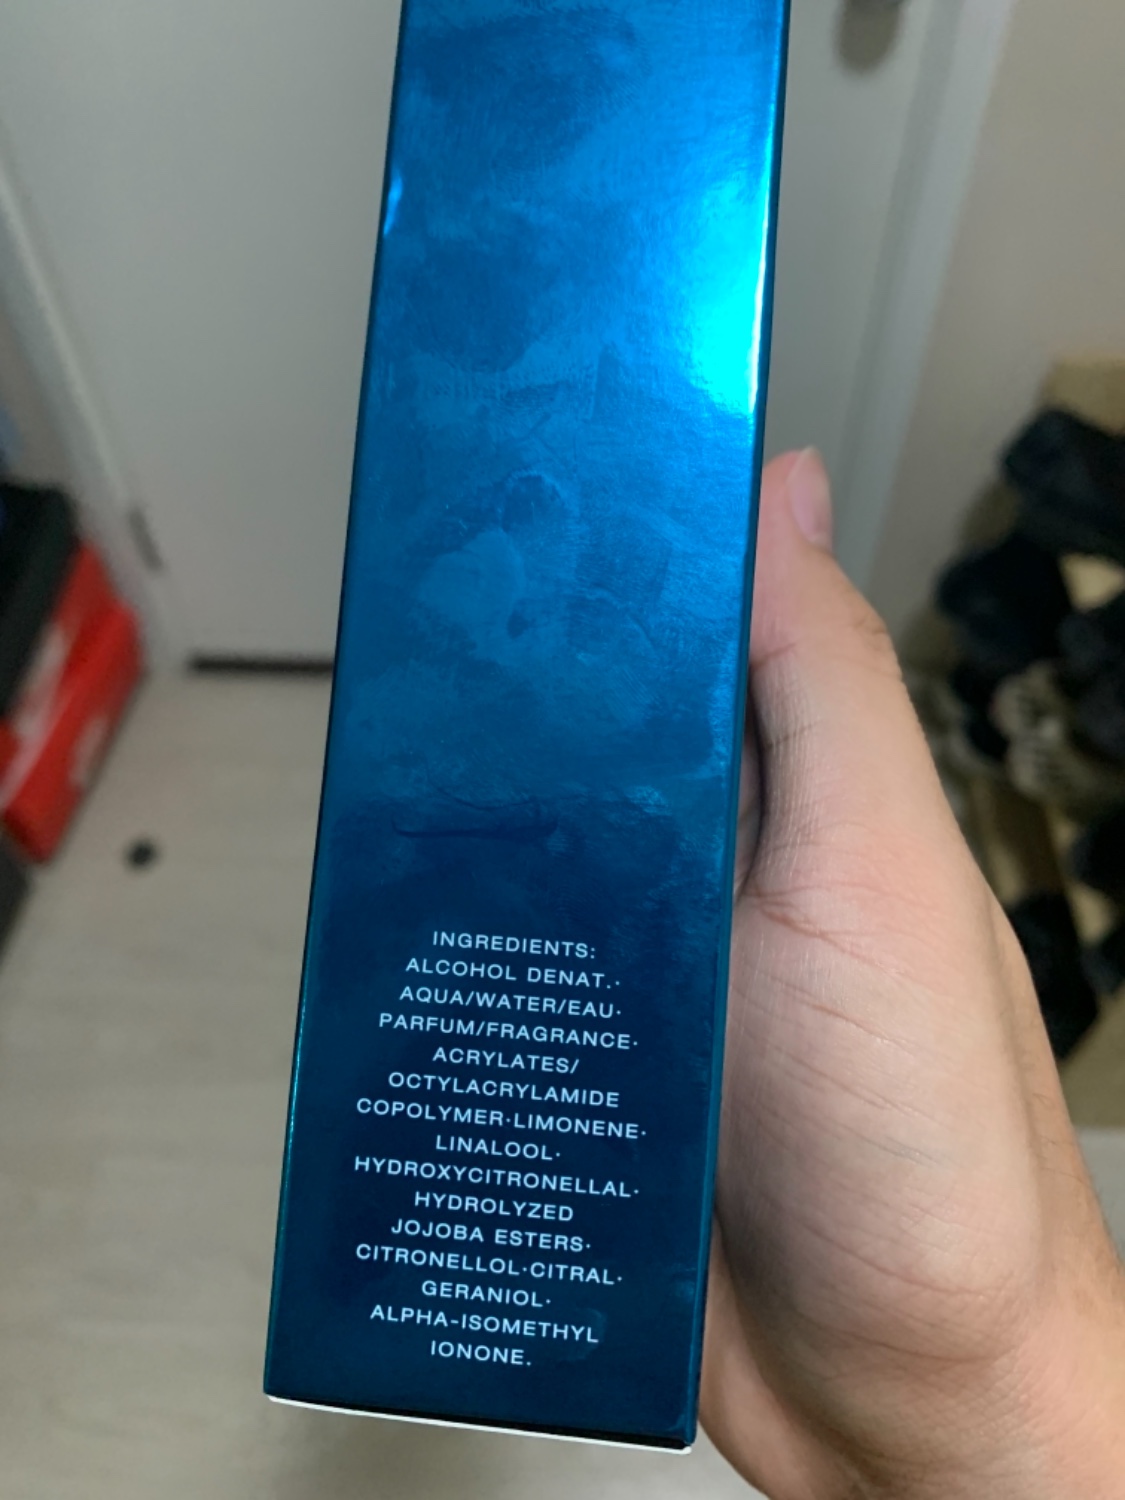 INGREDIENTS:
ALCOHOL DENAT.·
AQUA/WATER/EAU·
PARFUM/FRAGRANCE·
ACRYLATES/
OCTYLACRYLAMIDE
COPOLYMER·LIMONENE·
LINALOOL·
HYDROXYCITRONELLAL·
HYDROLYZED
JOJOBA ESTERS·
CITRONELLOL·CITRAL·
GERANIOL·
ALPHA-ISOMETHYL
IONONE.